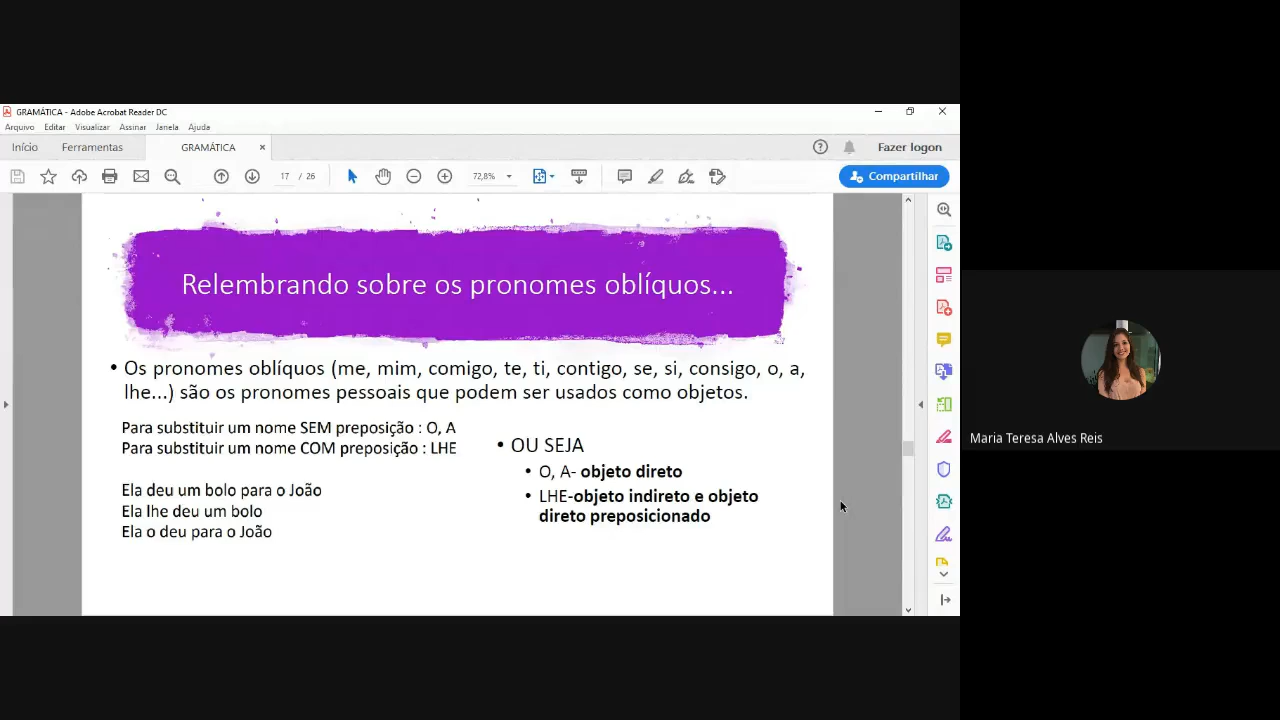 GRAMÁTICA - Adobe Acrobat Reader DC
Arquivo Editar Visualizar Assinar Janela Ajuda
Início Ferramentas GRAMÁTICA × Fazer logon
17 / 26 72,8% Compartilhar
Relembrando sobre os pronomes oblíquos...
• Os pronomes oblíquos (me, mim, comigo, te, ti, contigo, se, si, consigo, o, a,
lhe...) são os pronomes pessoais que podem ser usados como objetos.
Para substituir um nome SEM preposição : O, A
Para substituir um nome COM preposição : LHE
Ela deu um bolo para o João
Ela lhe deu um bolo
Ela o deu para o João
• OU SEJA
• O, A- objeto direto
• LHE-objeto indireto e objeto
direto preposicionado
Maria Teresa Alves Reis